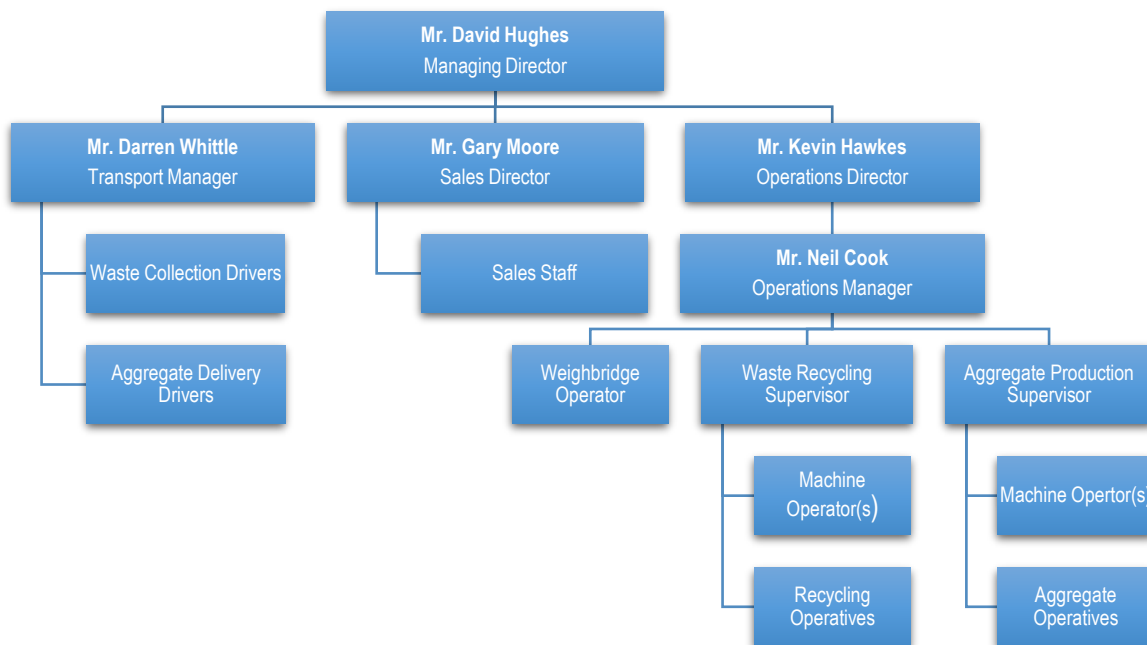 Mr. David Hughes
Managing Director
Mr. Darren Whittle
Transport Manager
Mr. Gary Moore
Sales Director
Mr. Kevin Hawkes
Operations Director
Waste Collection Drivers
Sales Staff
Mr. Neil Cook
Operations Manager
Aggregate Delivery
Drivers
Weighbridge
Operator
Waste Recycling
Supervisor
Aggregate Production
Supervisor
Machine
Operator(s)
Machine Opertor(s)
Recycling
Operatives
Aggregate
Operatives